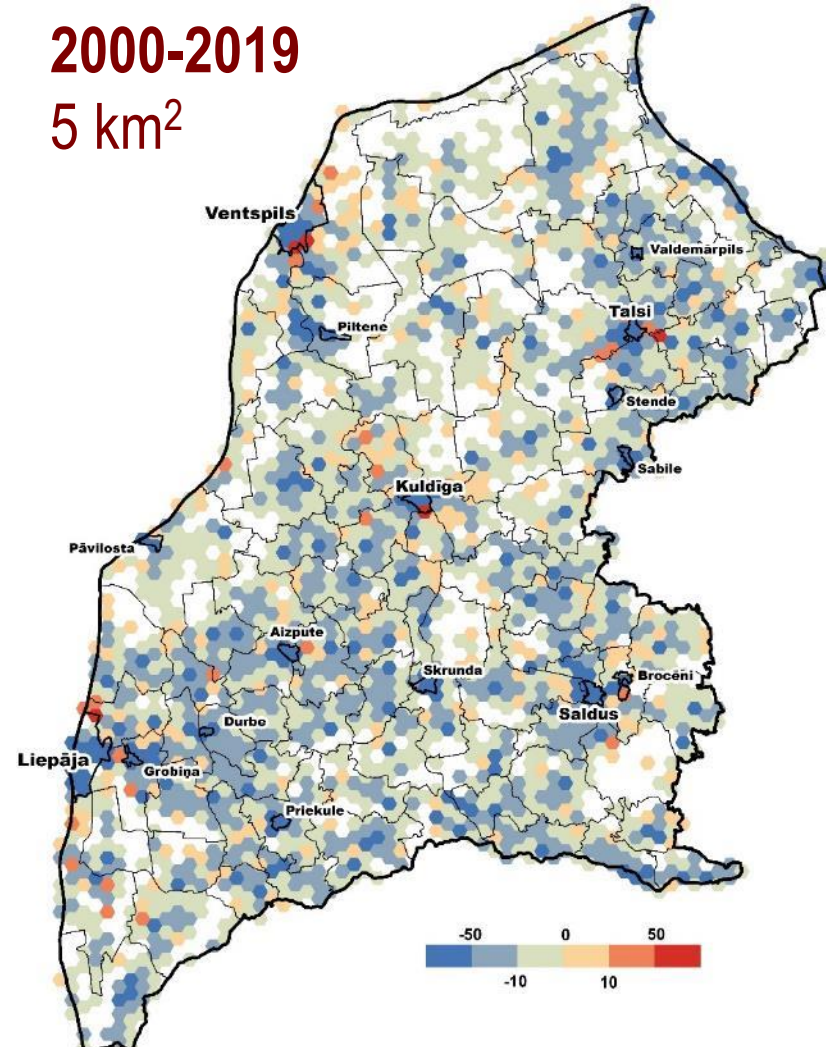 2000-2019
5 km²
Ventspils
Valdemārpils
Talsi
Piltene
Stende
Sabile
Kuldīga
Pāvilosta
Aizpute
Skrunda
Brocēni
Saldus
Durbe
Liepāja
Grobiņa
Priekule
-50 0 50
-10 10